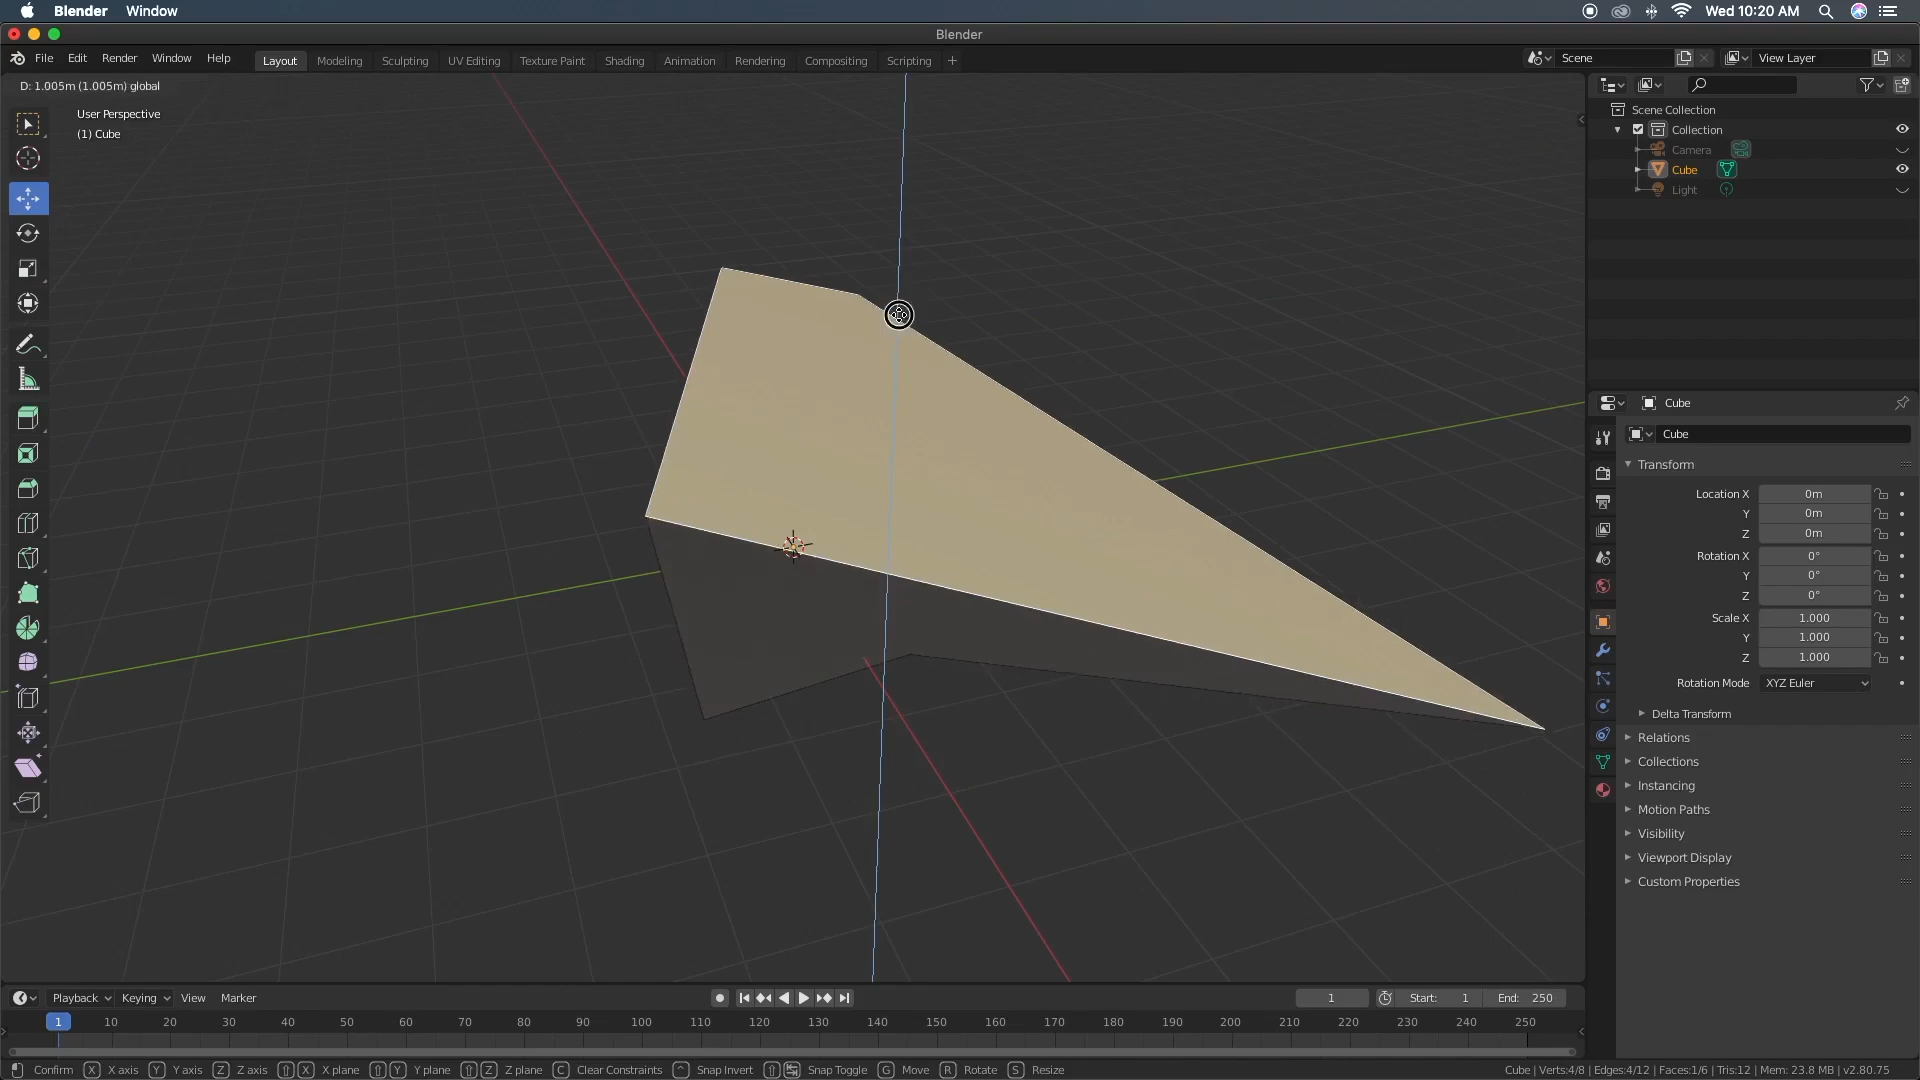 Blender Window Wed 10:20 AM
Blender
File Edit Render Window Help Layout Modeling Sculpting UV Editing Texture Paint Shading Animation Rendering Compositing Scripting + Scene View Layer
D: 1.005m (1.005m) global
User Perspective
(1) Cube
Scene Collection
Collection
Camera
Cube
Light
Cube
Cube
Transform
Location X 0m
Y 0m
Z 0m
Rotation X 0°
Y 0°
Z 0°
Scale X 1.000
Y 1.000
Z 1.000
Rotation Mode XYZ Euler
Delta Transform
Relations
Collections
Instancing
Motion Paths
Visibility
Viewport Display
Custom Properties
Playback Keying View Marker 1 Start: 1 End: 250
1 10 20 30 40 50 60 70 80 90 100 110 120 130 140 150 160 170 180 190 200 210 220 230 240 250
Confirm X X axis Y Y axis Z Z axis X X plane Y Y plane Z Z plane C Clear Constraints ^ Snap Invert Snap Toggle G Move R Rotate S Resize Cube | Verts:4/8 | Edges:4/12 | Faces:1/6 | Tris:12 | Mem: 23.8 MB | v2.80.75